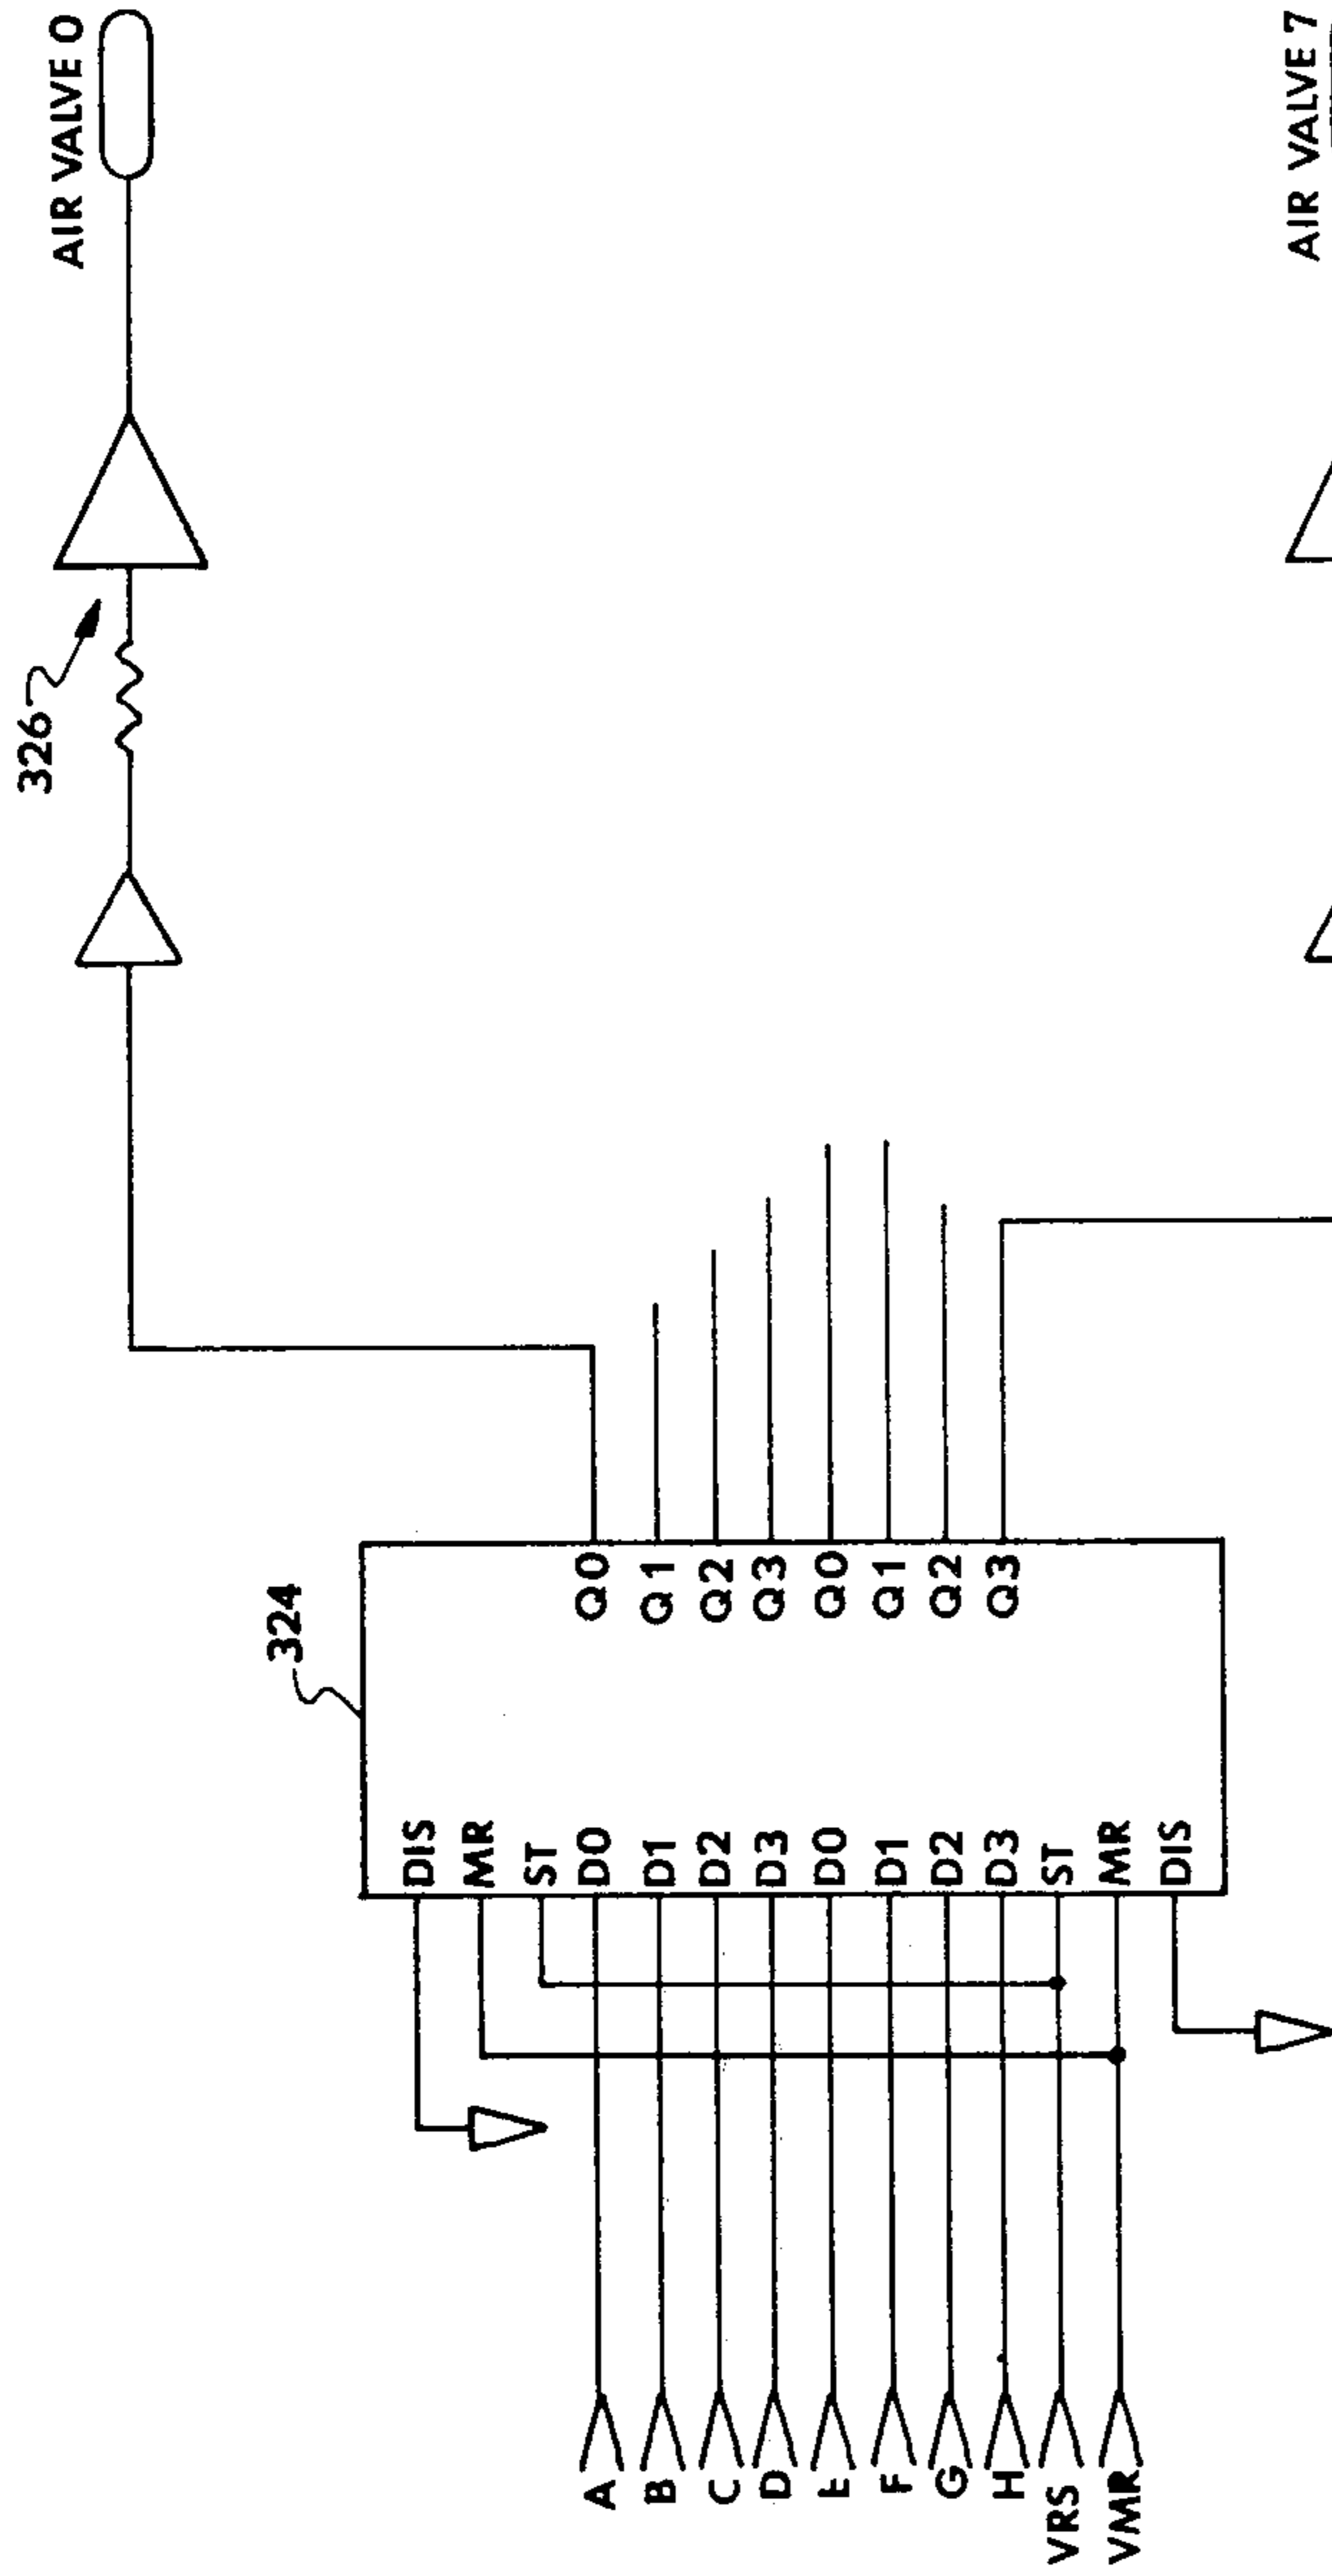 AIR VALVE 0
326
324
DIS
MR
ST
D0
D1
D2
D3
D0
D1
D2
D3
ST
MR
DIS
Q0
Q1
Q2
Q3
Q0
Q1
Q2
Q3
A
B
C
D
E
F
G
H
VRS
VMR
AIR VALVE 7